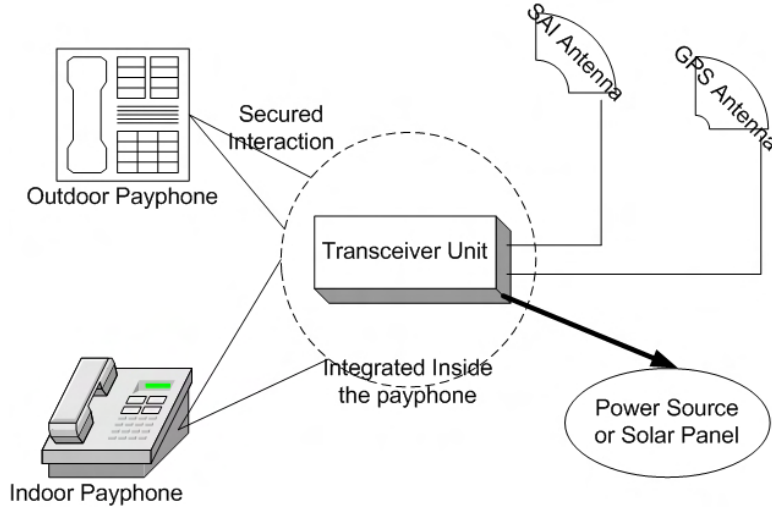 SAI Antenna
GPS Antenna
Secured
Interaction
Outdoor Payphone
Transceiver Unit
Integrated Inside
the payphone
Power Source
or Solar Panel
Indoor Payphone